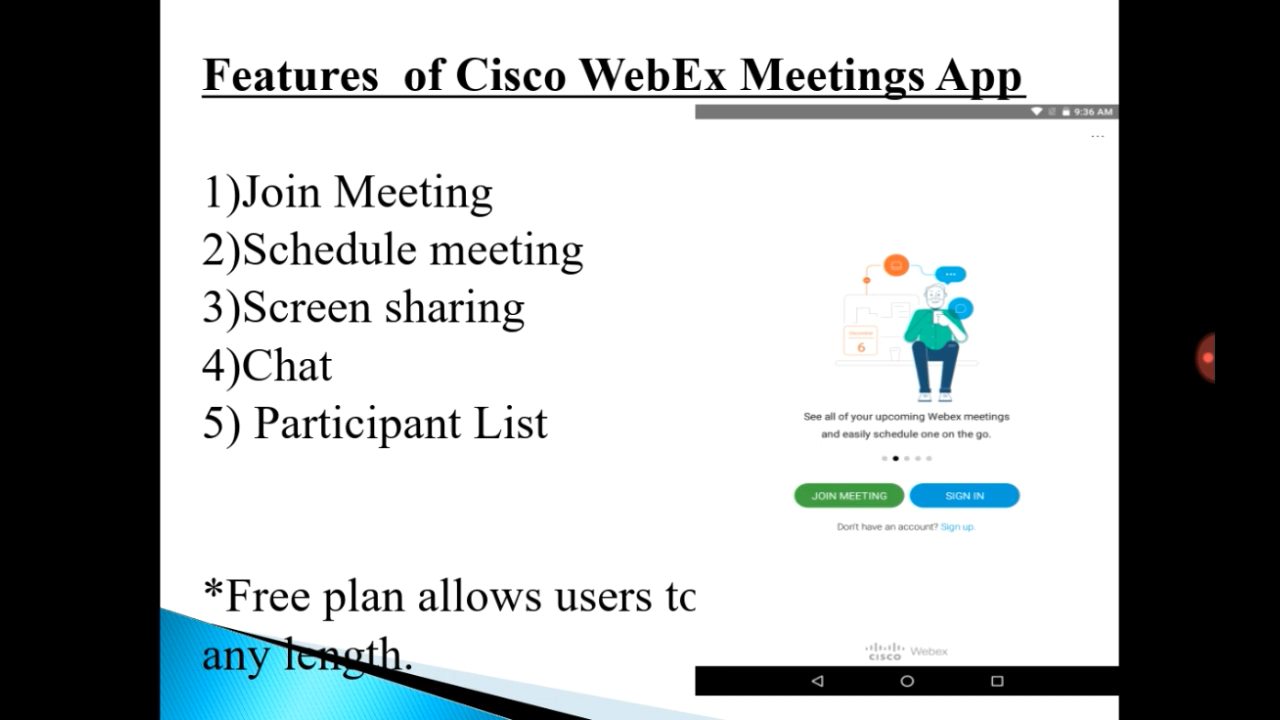 Features of Cisco WebEx Meetings App
9:36 AM
1)Join Meeting
2)Schedule meeting
3)Screen sharing
4)Chat
5) Participant List
6
See all of your upcoming Webex meetings
and easily schedule one on the go.
JOIN MEETING SIGN IN
Don't have an account? Sign up
*Free plan allows users to
any length.
CISCO Webex